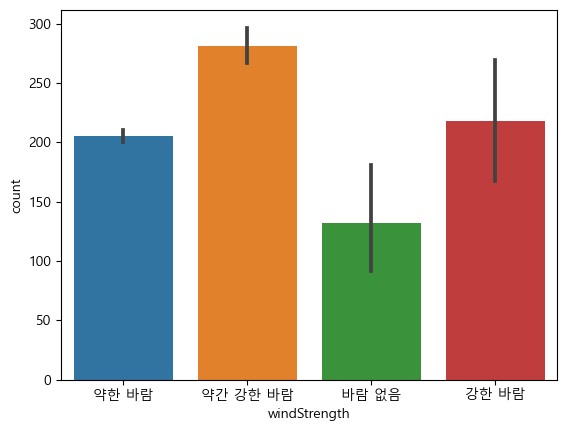 300
250
200
150
100
50
0
count
약한 바람
약간 강한 바람
바람 없음
강한 바람
windStrength